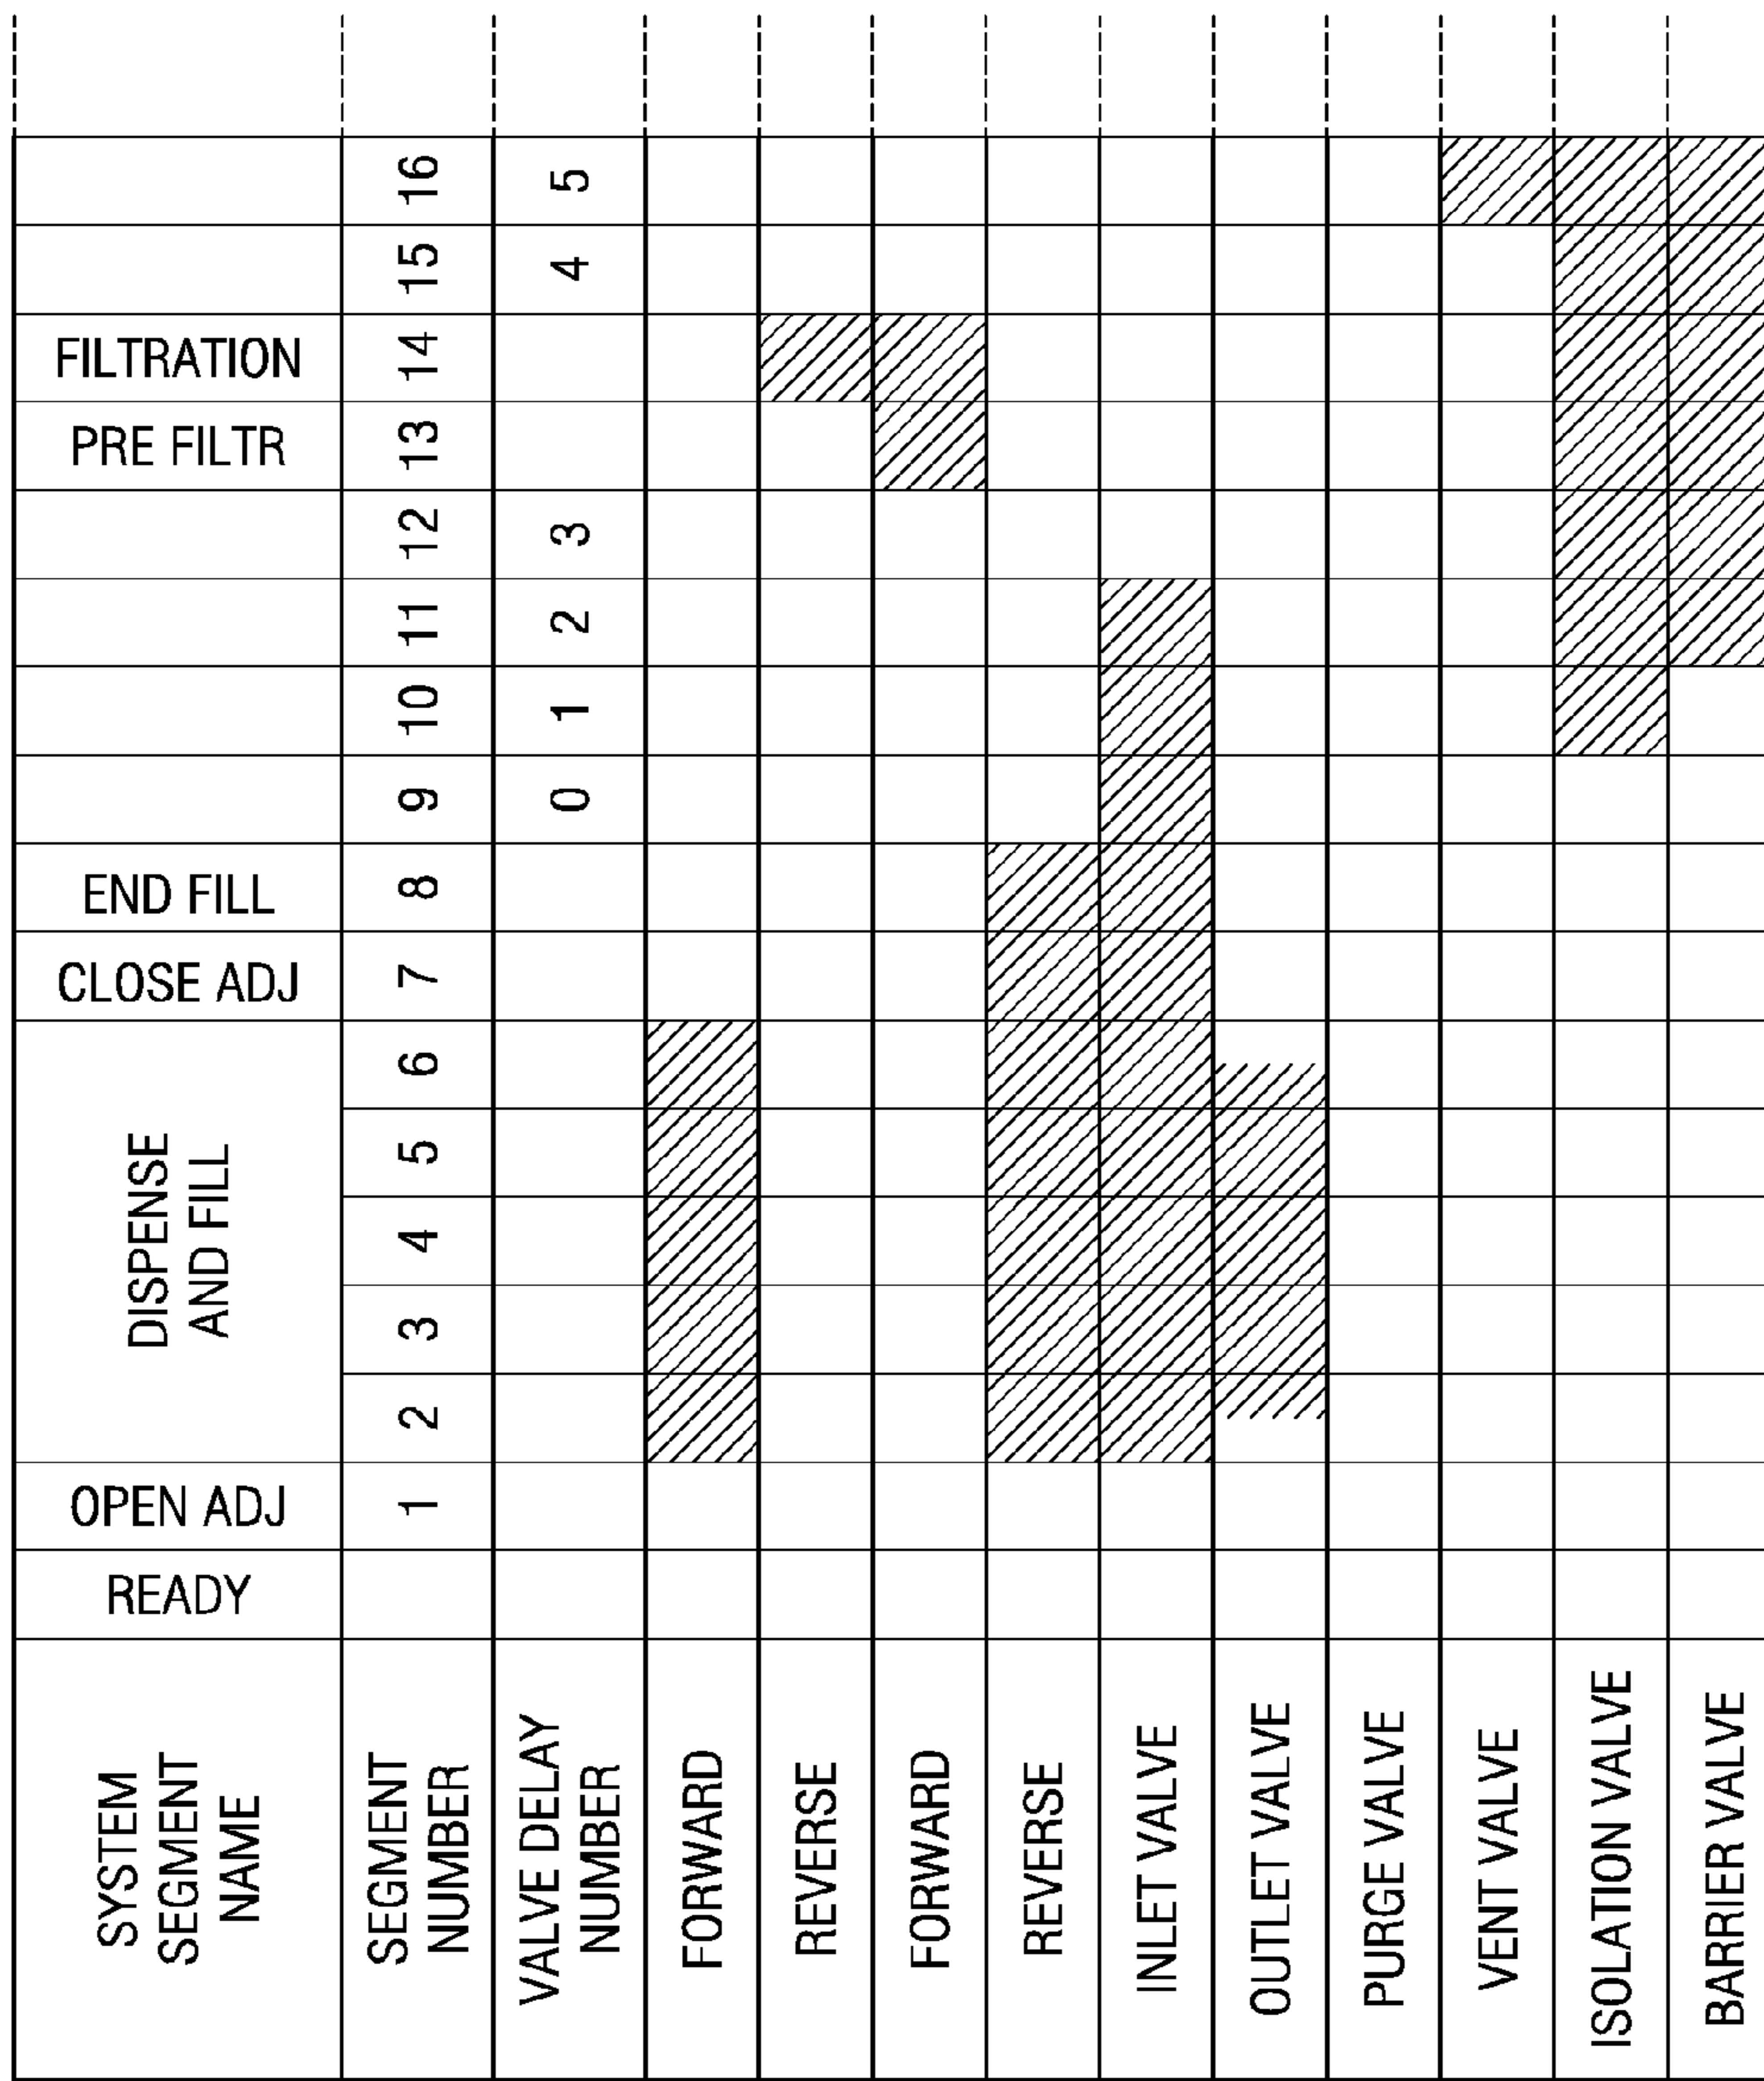 16
5
15
4
FILTRATION
14
PRE FILTR
13
12
3
11
2
10
1
9
0
END FILL
8
CLOSE ADJ
7
DISPENSE
AND FILL
6
5
4
3
2
OPEN ADJ
1
READY
SYSTEM
SEGMENT
NAME
SEGMENT
NUMBER
VALVE DELAY
NUMBER
FORWARD
REVERSE
FORWARD
REVERSE
INLET VALVE
OUTLET VALVE
PURGE VALVE
VENT VALVE
ISOLATION VALVE
BARRIER VALVE